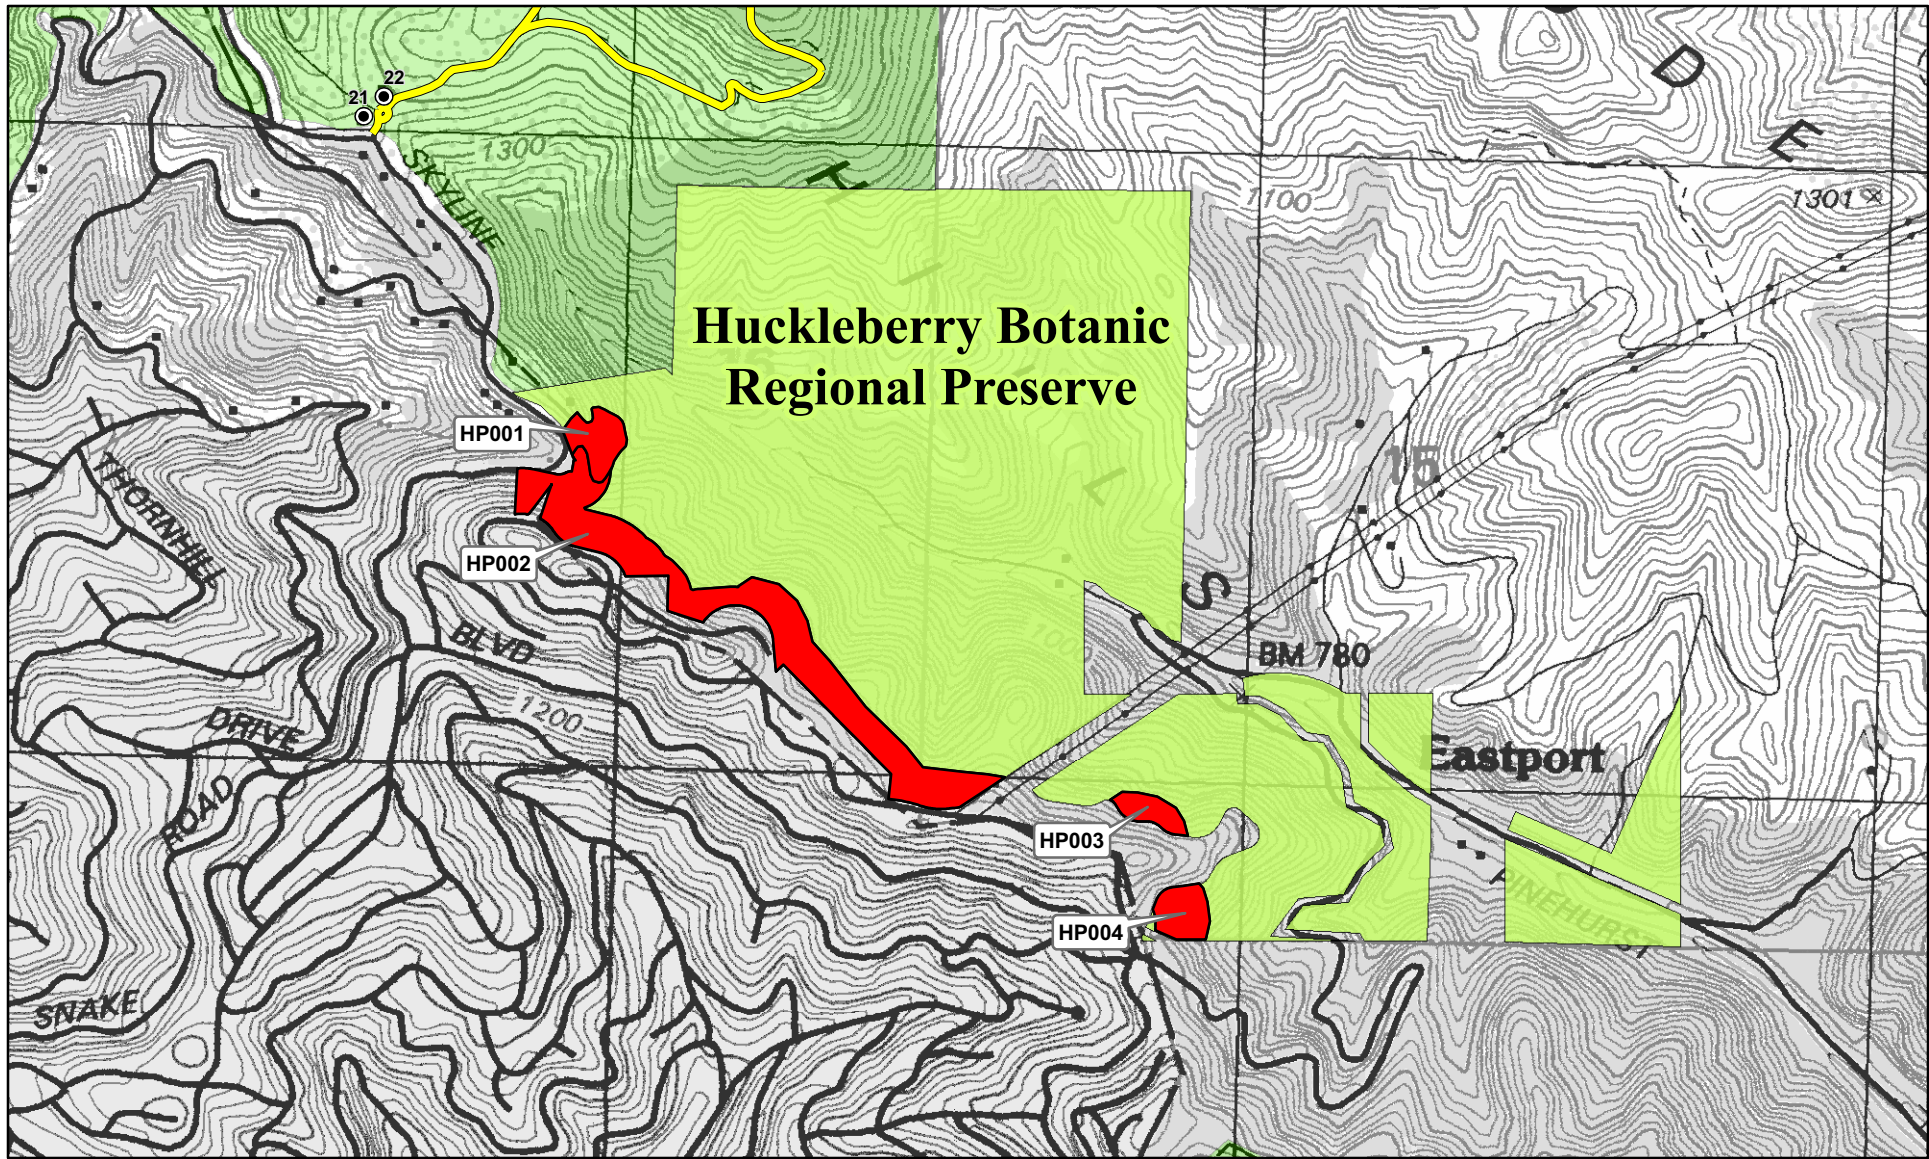 D
E
22
21
SKYLINE
1300
H
1100
1301
I
Huckleberry Botanic
Regional Preserve
L
HP001
15
L
THORNHILL
HP002
S
BLVD
BM 780
1200
DRIVE
Eastport
ROAD
HP003
PINEHURST
HP004
SNAKE